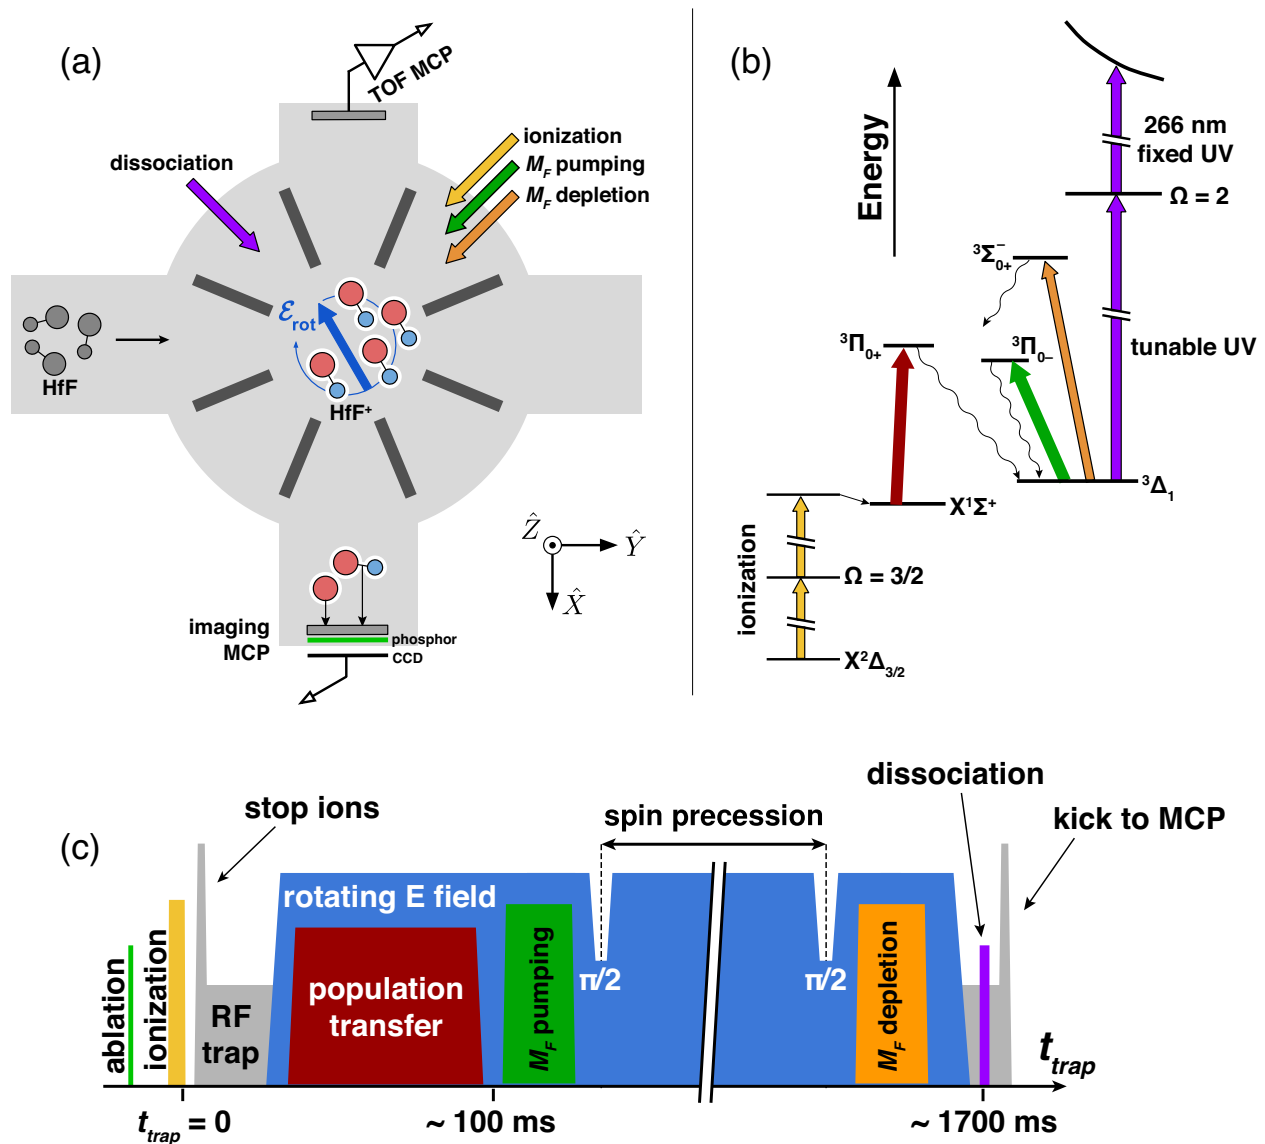 (a)
TOF MCP
ionization
M_F pumping
M_F depletion
dissociation
ℰ_rot
HfF
HfF⁺
Ẑ
Ŷ
X̂
imaging
MCP
phosphor
CCD
(b)
Energy
266 nm
fixed UV
Ω = 2
³Σ⁻₀₊
³Π₀₊
³Π₀₋
tunable UV
³Δ₁
X¹Σ⁺
ionization
Ω = 3/2
X²Δ₃/₂
(c)
stop ions
spin precession
dissociation
kick to MCP
rotating E field
ablation
ionization
RF
trap
population
transfer
M_F pumping
π/2
π/2
M_F depletion
t_trap
t_trap = 0
~ 100 ms
~ 1700 ms